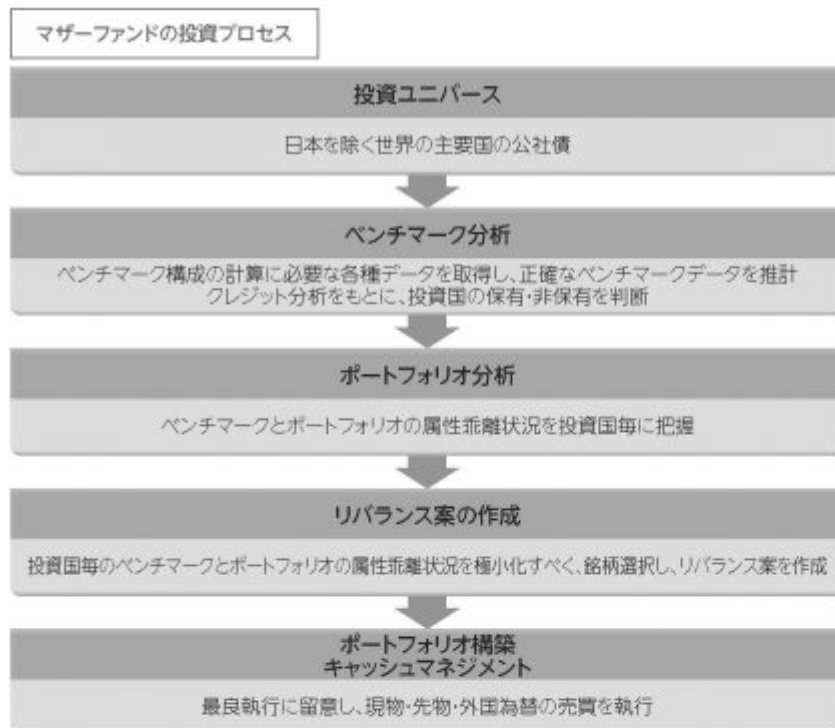 マザーファンドの投資プロセス
投資ユニバース
日本を除く世界の主要国の公社債
ベンチマーク分析
ベンチマーク構成の計算に必要な各種データを取得し、正確なベンチマークデータを推計
クレジット分析をもとに、投資国の保有・非保有を判断
ポートフォリオ分析
ベンチマークとポートフォリオの属性乖離状況を投資国毎に把握
リバランス案の作成
投資国毎のベンチマークとポートフォリオの属性乖離状況を極小化すべく、銘柄選択し、リバランス案を作成
ポートフォリオ構築
キャッシュマネジメント
最良執行に留意し、現物・先物・外国為替の売買を執行